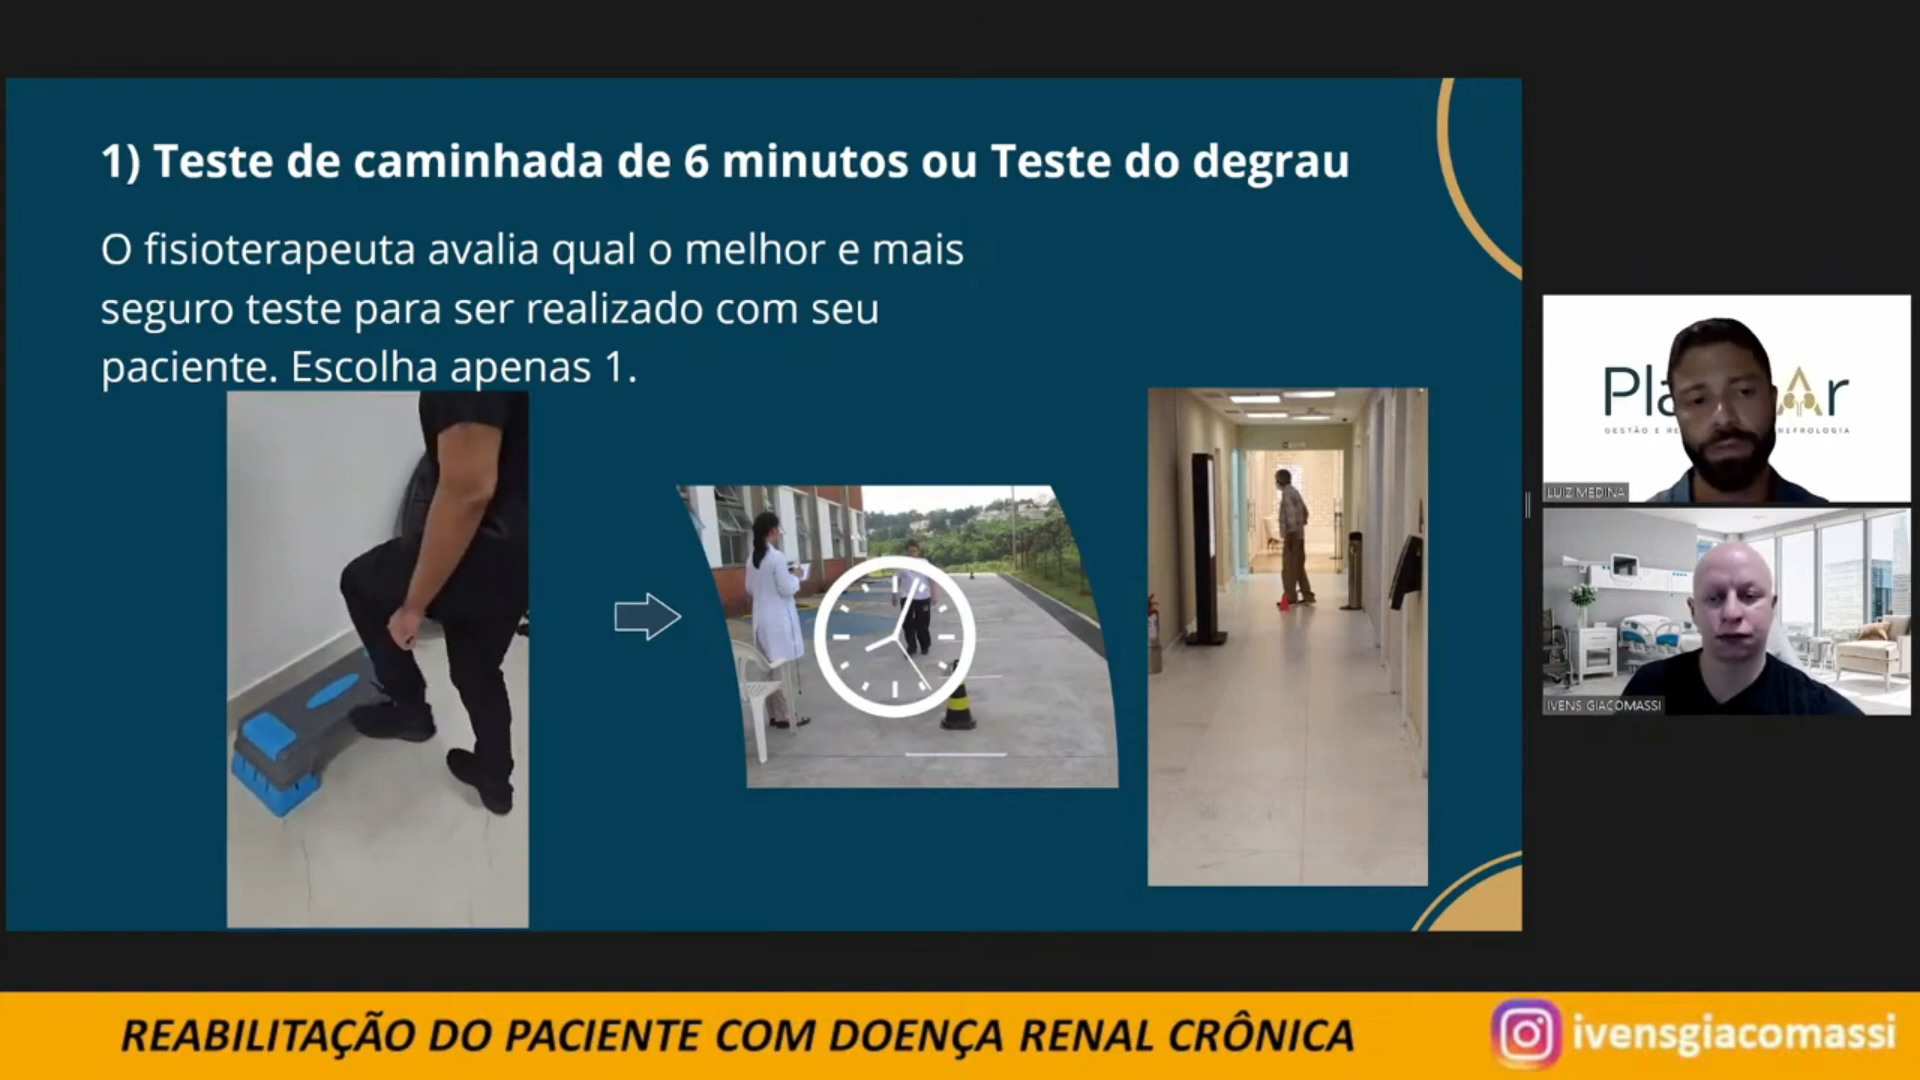 1) Teste de caminhada de 6 minutos ou Teste do degrau
O fisioterapeuta avalia qual o melhor e mais
seguro teste para ser realizado com seu
paciente. Escolha apenas 1.
LUIZ MEDINA
IVENS GIACOMASSI
REABILITAÇÃO DO PACIENTE COM DOENÇA RENAL CRÔNICA
ivensgiacomassi